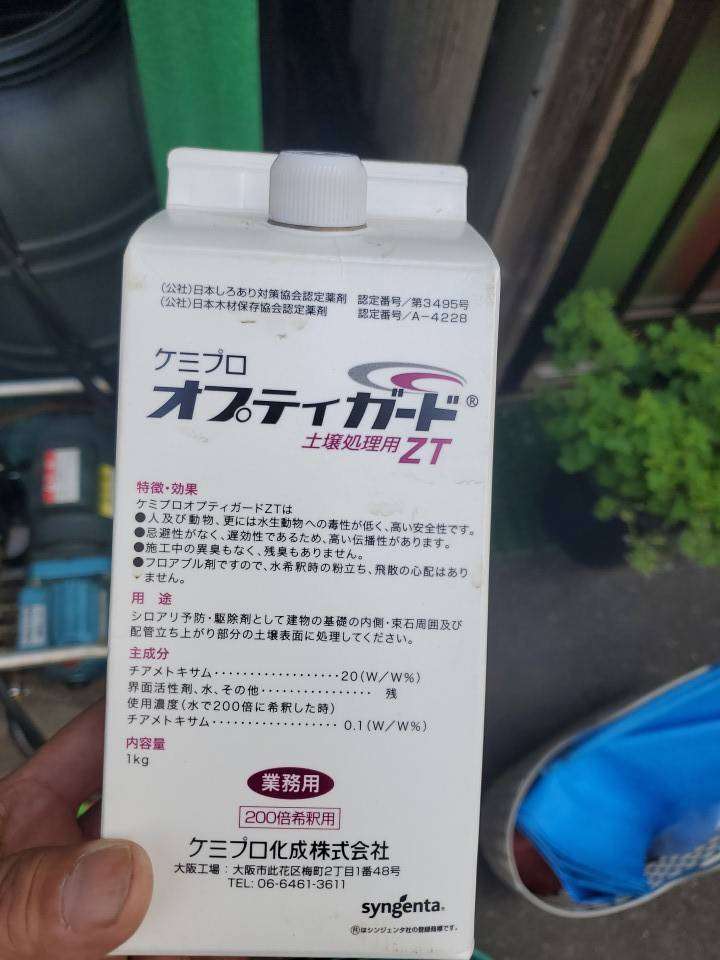 (公社)日本しろあり対策協会認定薬剤 認定番号/第3495号
(公社)日本木材保存協会認定薬剤 認定番号/A-4228
ケミプロ
オプティガード®
土壌処理用ZT
特徴・効果
ケミプロオプティガードZTは
●人及び動物、更には水生動物への毒性が低く、高い安全性です。
●忌避性がなく、遅効性であるため、高い伝播性があります。
●施工中の異臭もなく、残臭もありません。
●フロアブル剤ですので、水希釈時の粉立ち、飛散の心配はあり
ません。
用 途
シロアリ予防・駆除剤として建物の基礎の内側・束石周囲及び
配管立ち上がり部分の土壌表面に処理してください。
主成分
チアメトキサム・・・・・・・・・・・・・・・・・・20(W/W%)
界面活性剤、水、その他・・・・・・・・・・・・・・・・ 残
使用濃度(水で200倍に希釈した時)
チアメトキサム・・・・・・・・・・・・・・・・・・ 0.1(W/W%)
内容量
1kg
業務用
200倍希釈用
ケミプロ化成株式会社
大阪工場：大阪市此花区梅町2丁目1番48号
TEL: 06-6461-3611
syngenta.
®はシンジェンタ社の登録商標です。